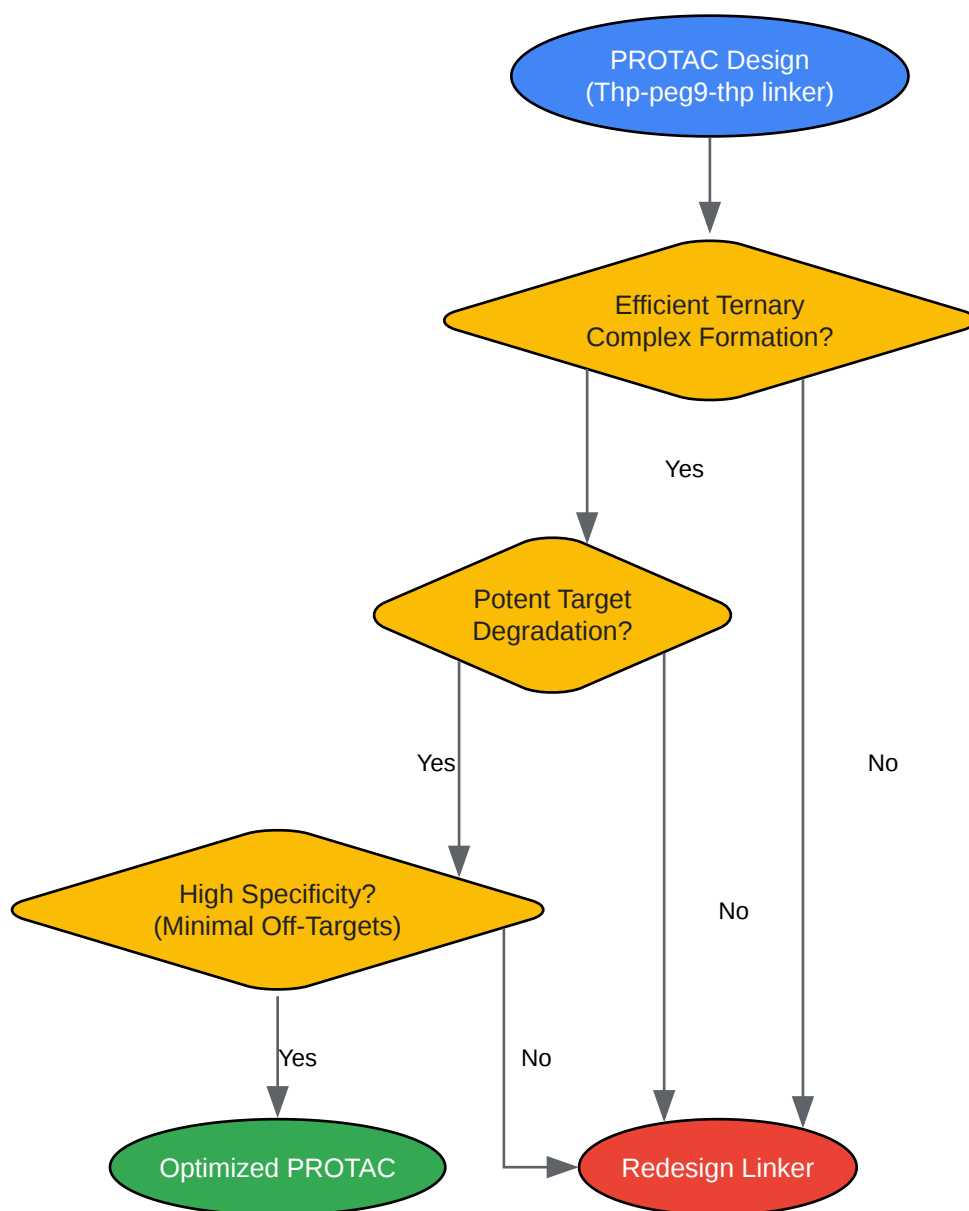 PROTAC Design
(Thp-peg9-thp linker)
Efficient Ternary
Complex Formation?
Yes
Potent Target
Degradation?
Yes
No
High Specificity?
(Minimal Off-Targets)
No
Yes
No
Optimized PROTAC
Redesign Linker